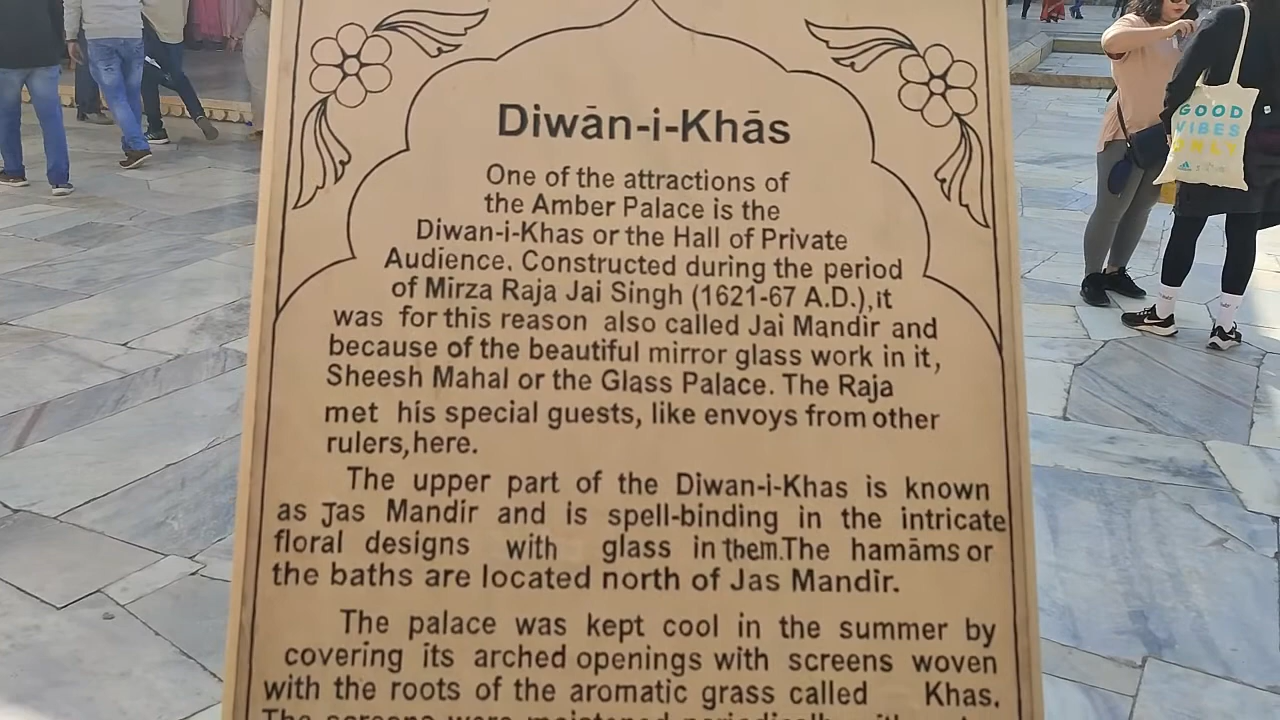 Diwān-i-Khās
One of the attractions of
the Amber Palace is the
Diwan-i-Khas or the Hall of Private
Audience. Constructed during the period
of Mirza Raja Jai Singh (1621-67 A.D.), it
was for this reason also called Jai Mandir and
because of the beautiful mirror glass work in it,
Sheesh Mahal or the Glass Palace. The Raja
met his special guests, like envoys from other
rulers, here.
The upper part of the Diwan-i-Khas is known
as Jas Mandir and is spell-binding in the intricate
floral designs with glass in them. The hamāms or
the baths are located north of Jas Mandir.
The palace was kept cool in the summer by
covering its arched openings with screens woven
with the roots of the aromatic grass called Khas.
The screens were moistened periodically
GOOD
VIBES
ONLY